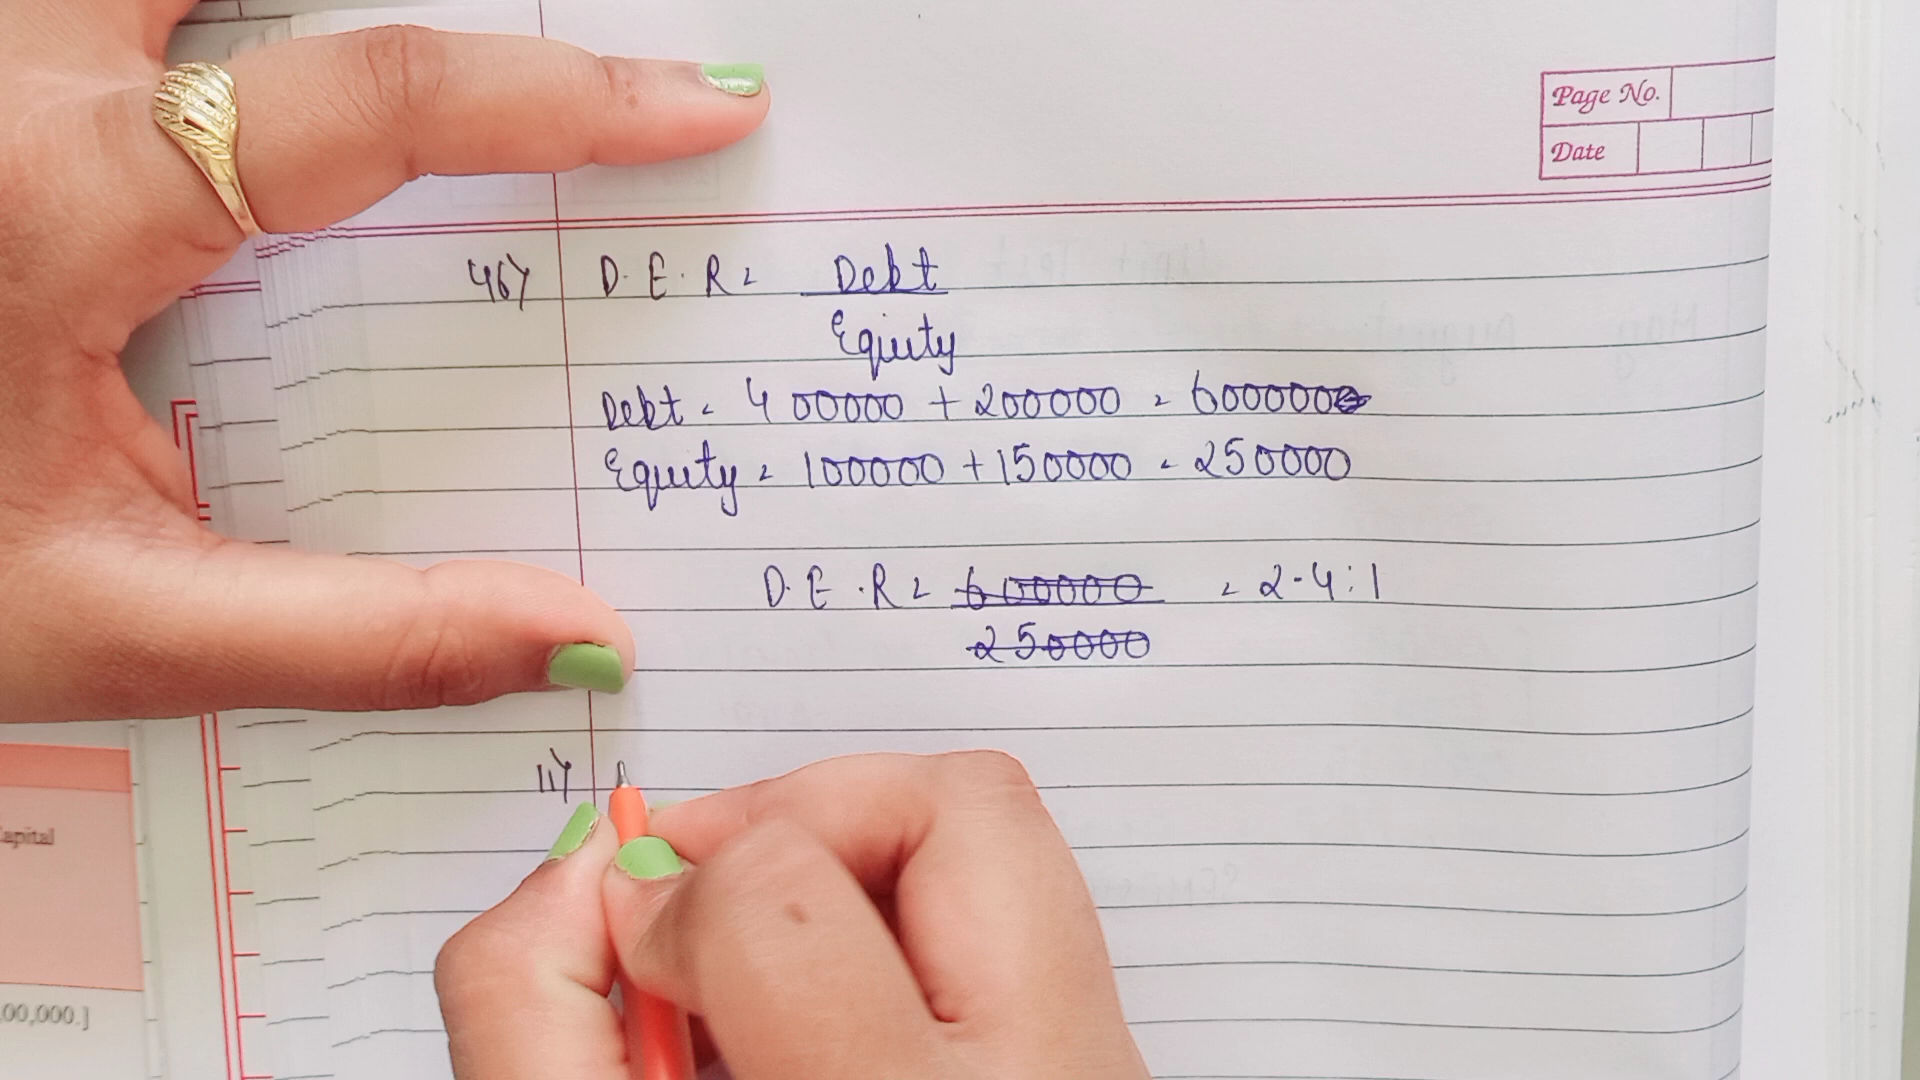 Page No.
Date
46) D.E.R = Debt
Equity
Debt = 400000 + 200000 = 600000
Equity = 100000 + 150000 = 250000
D.E.R = 600000 = 2.4:1
250000
11)
apital
00,000.]